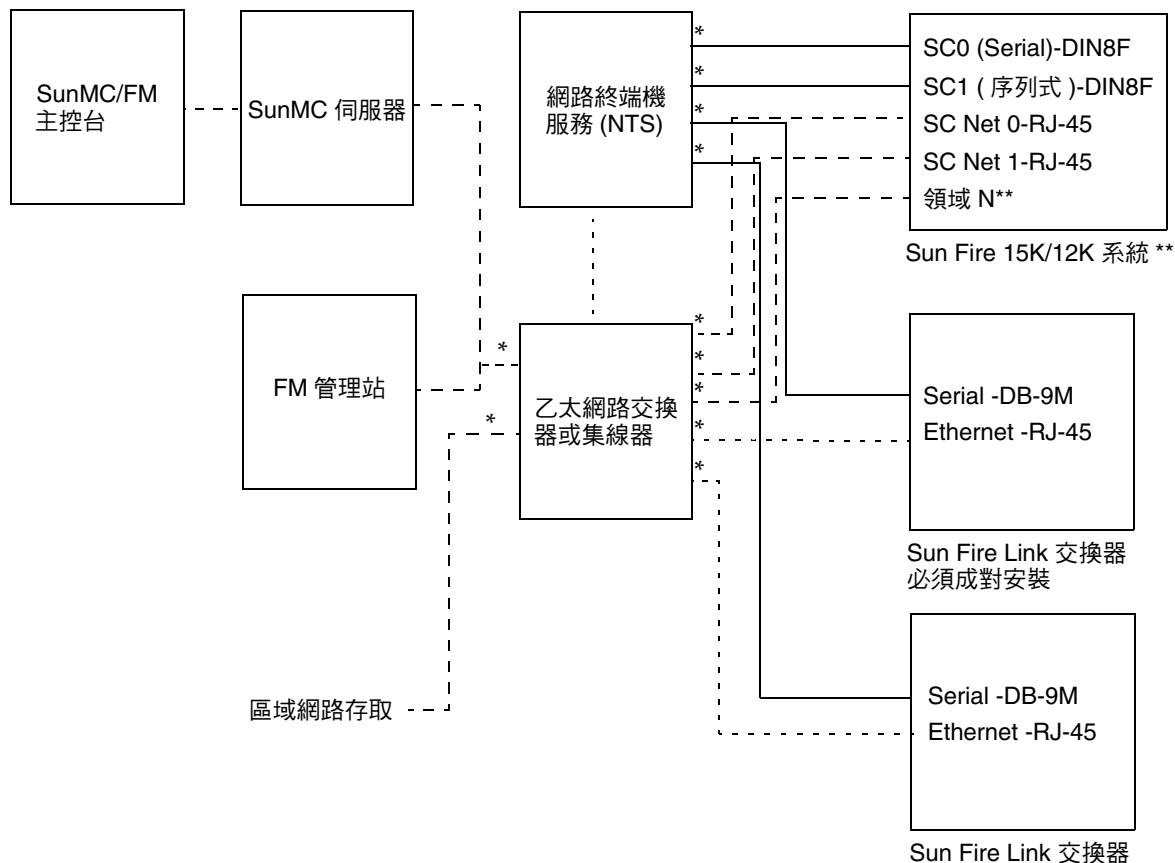 SunMC/FM
主控台
SunMC 伺服器
網路終端機
服務 (NTS)
*
*
*
*
SC0 (Serial)-DIN8F
SC1 ( 序列式 )-DIN8F
SC Net 0-RJ-45
SC Net 1-RJ-45
領域 N**
Sun Fire 15K/12K 系統 **
FM 管理站
*
*
乙太網路交換
器或集線器
*
*
*
*
*
Serial -DB-9M
Ethernet -RJ-45
Sun Fire Link 交換器
必須成對安裝
區域網路存取
Serial -DB-9M
Ethernet -RJ-45
Sun Fire Link 交換器